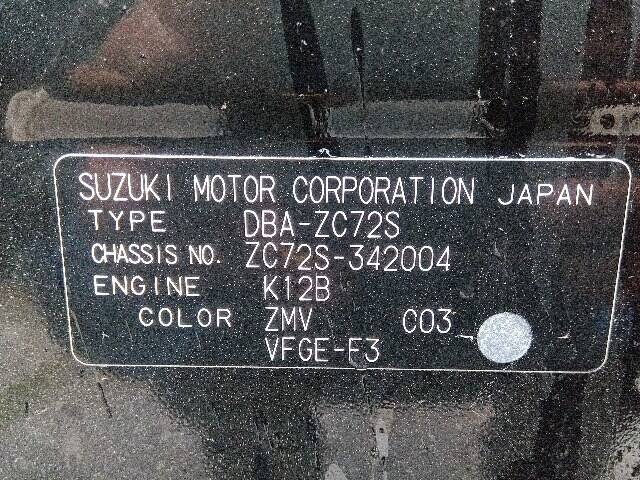 SUZUKI MOTOR CORPORATION JAPAN
TYPE DBA-ZC72S
CHASSIS NO. ZC72S-342004
ENGINE K12B
COLOR ZMV C03
VFGE-F3